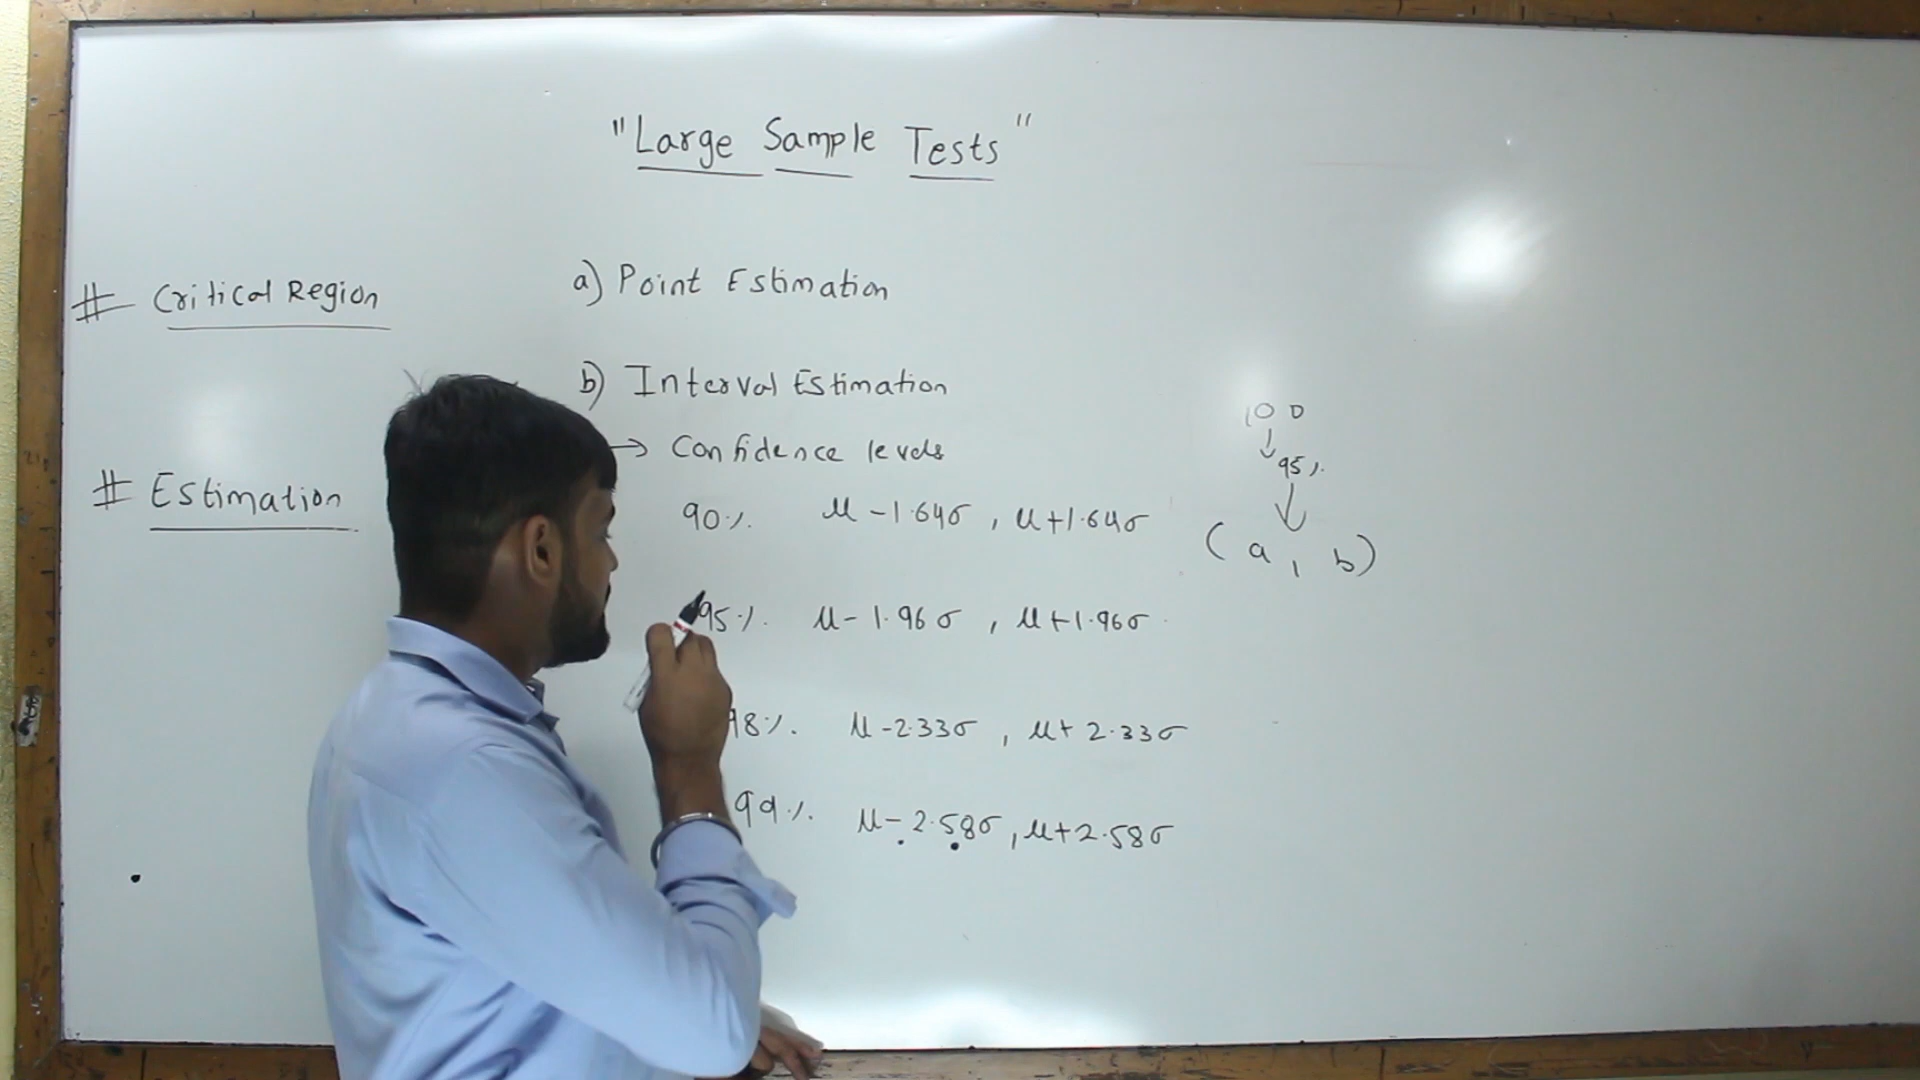 "Large Sample Tests"
# Critical Region
a) Point Estimation
b) Interval Estimation
→ Confidence levels
# Estimation
90%. μ - 1.64σ , μ + 1.64σ
95%. μ - 1.96σ , μ + 1.96σ
98%. μ - 2.33σ , μ + 2.33σ
99%. μ - 2.58σ , μ + 2.58σ
100
↓
95%.
↓
(a, b)